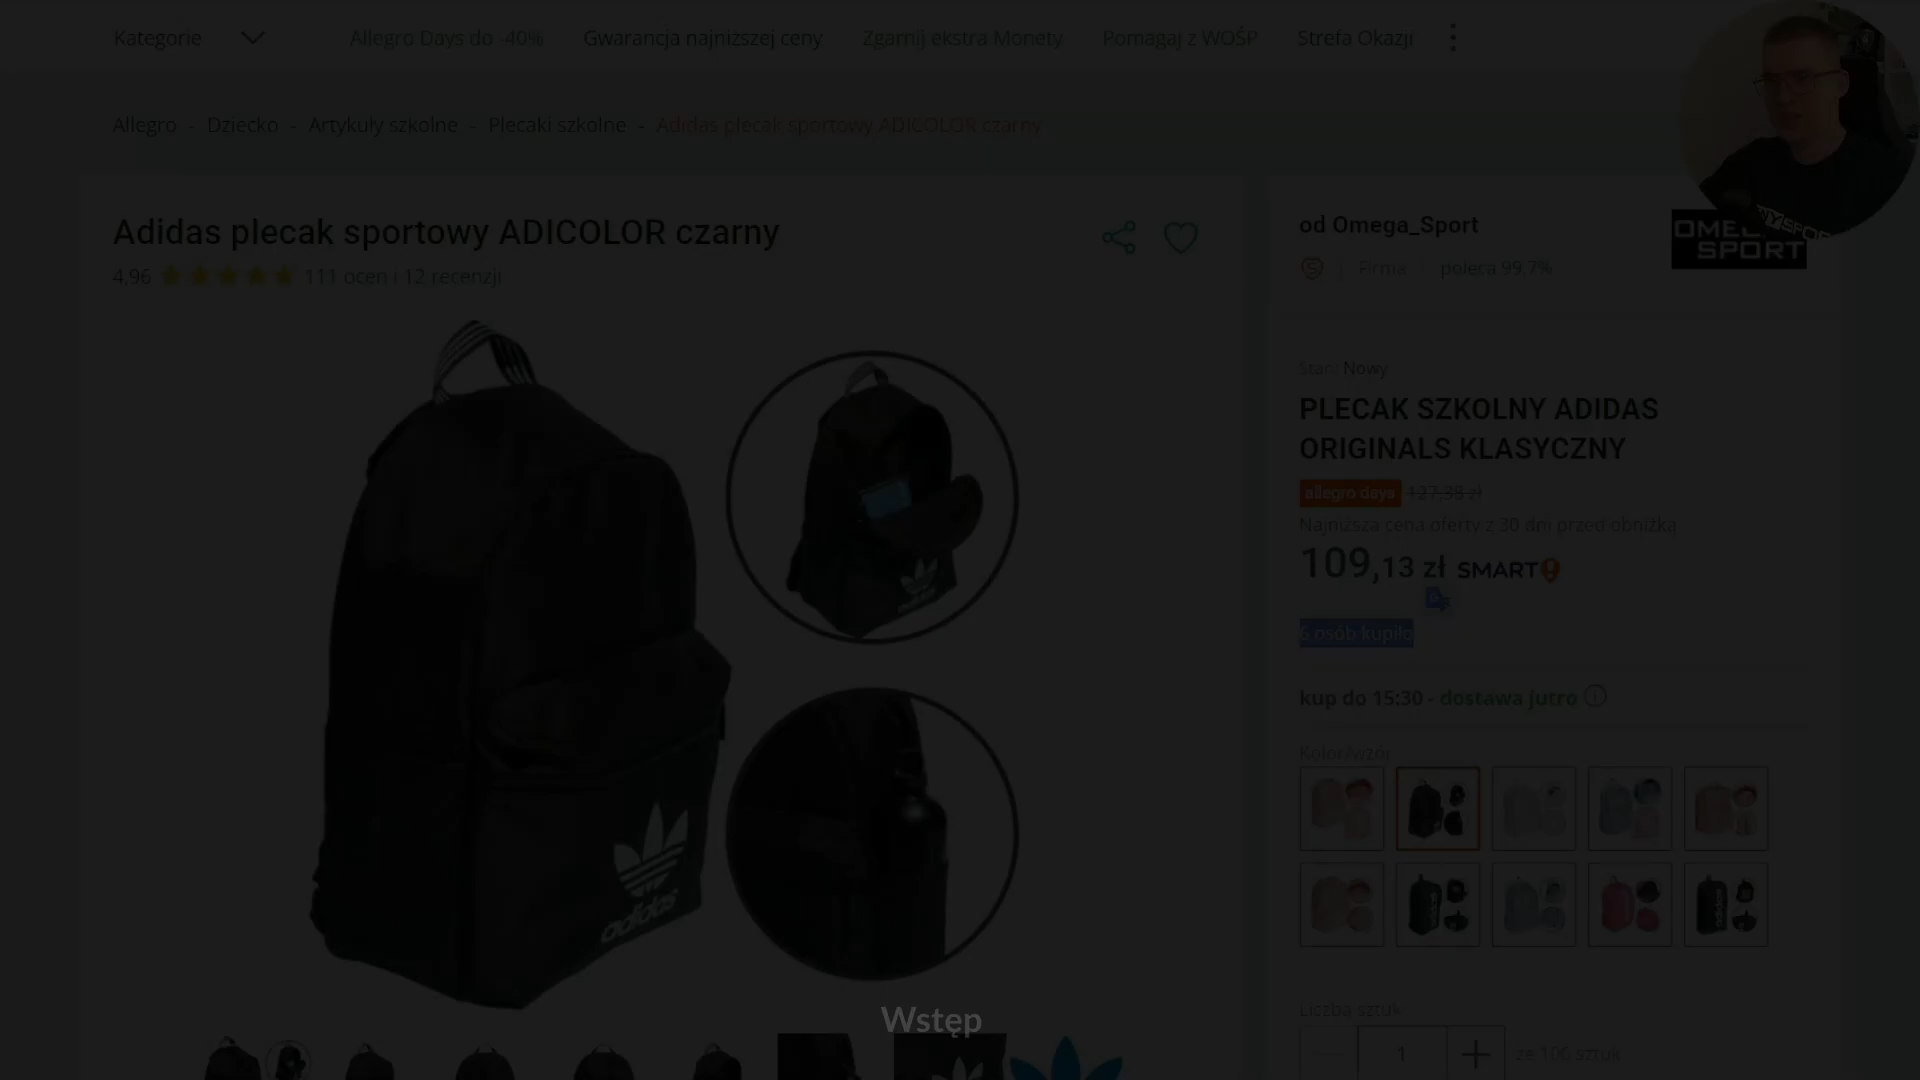 Kategorie
Allegro Days do -40%
Gwarancja najniższej ceny
Zgarnij ekstra Monety
Pomagaj z WOŚP
Strefa Okazji
Allegro - Dziecko - Artykuły szkolne - Plecaki szkolne - Adidas plecak sportowy ADICOLOR czarny
Adidas plecak sportowy ADICOLOR czarny
4,96 111 ocen i 12 recenzji
adidas
adidas
Wstęp
od Omega_Sport
Firma
poleca 99,7%
SPORT
Stan: Nowy
PLECAK SZKOLNY ADIDAS
ORIGINALS KLASYCZNY
allegro days 127,38 zł
Najniższa cena oferty z 30 dni przed obniżką
109,13 zł SMART!
6 osób kupiło
kup do 15:30 - dostawa jutro
Kolor/wzór
Liczba sztuk
1
ze 100 sztuk